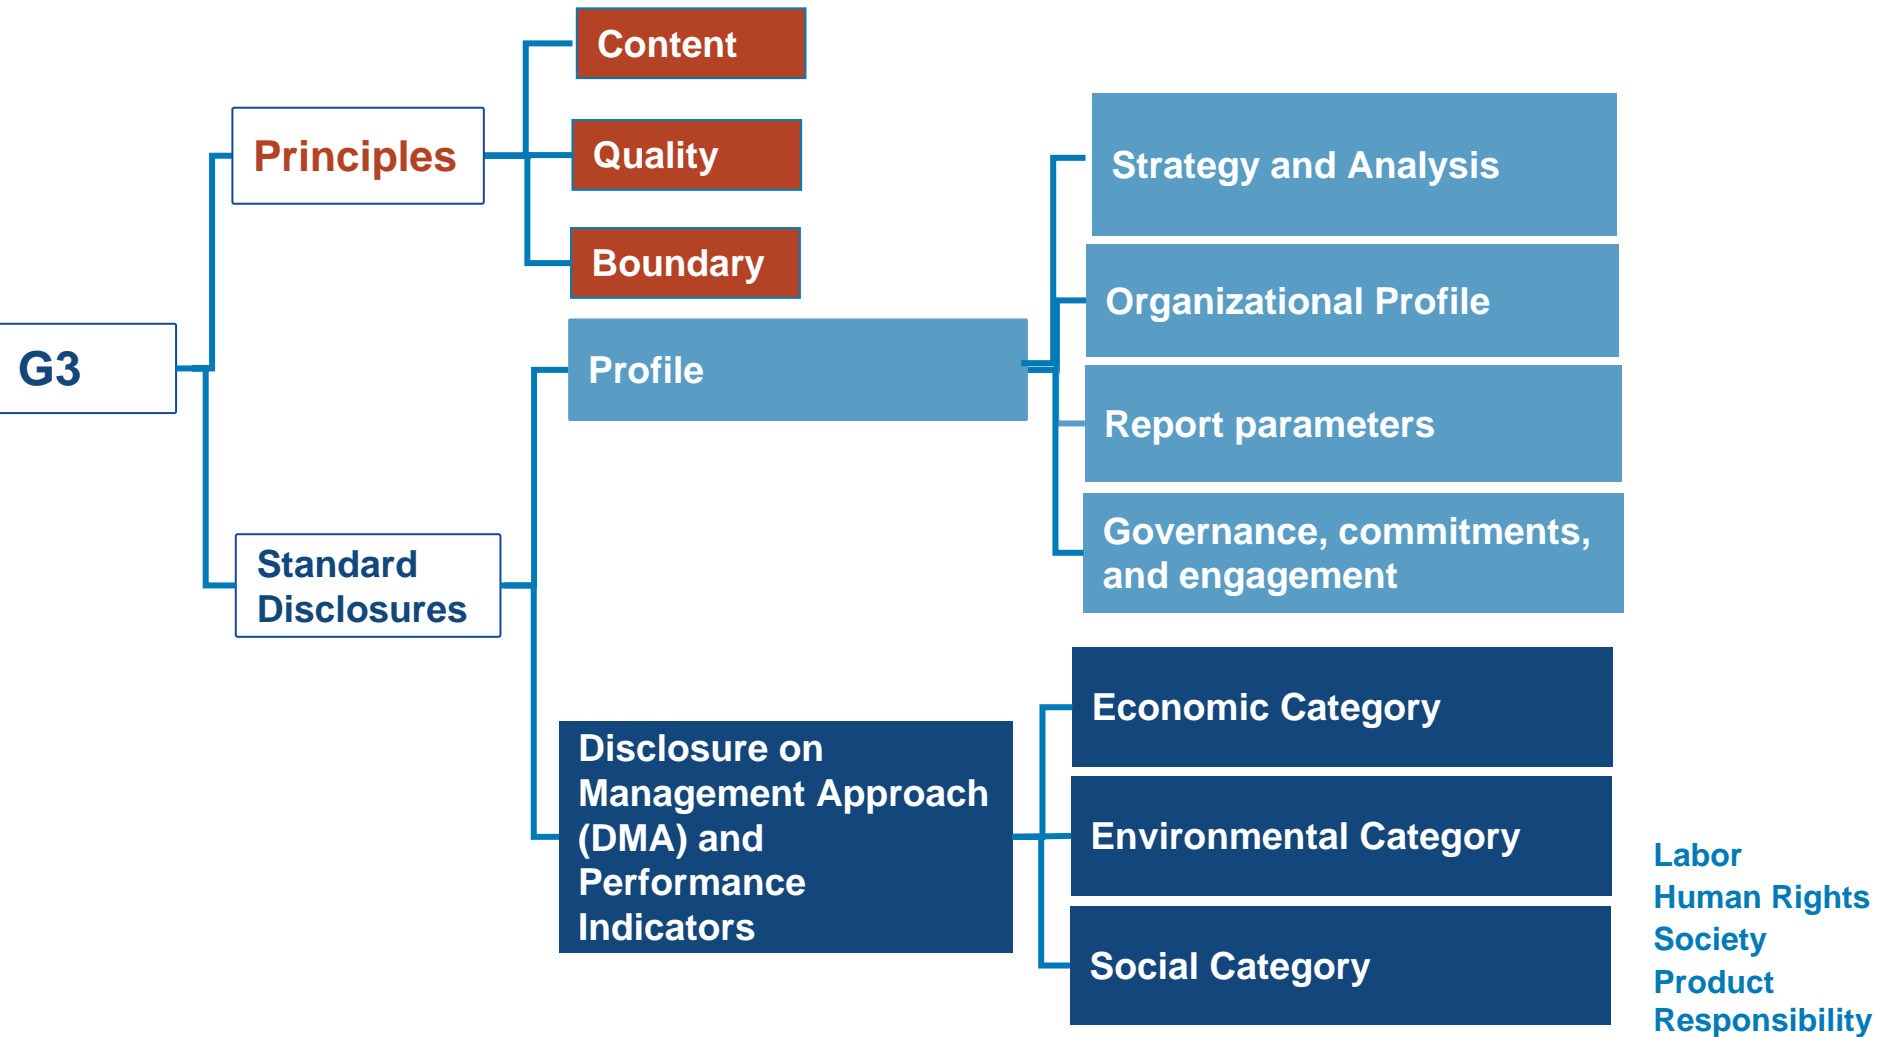 G3
Principles
Content
Quality
Boundary
Standard
Disclosures
Profile
Strategy and Analysis
Organizational Profile
Report parameters
Governance, commitments,
and engagement
Disclosure on
Management Approach
(DMA) and
Performance
Indicators
Economic Category
Environmental Category
Social Category
Labor
Human Rights
Society
Product
Responsibility